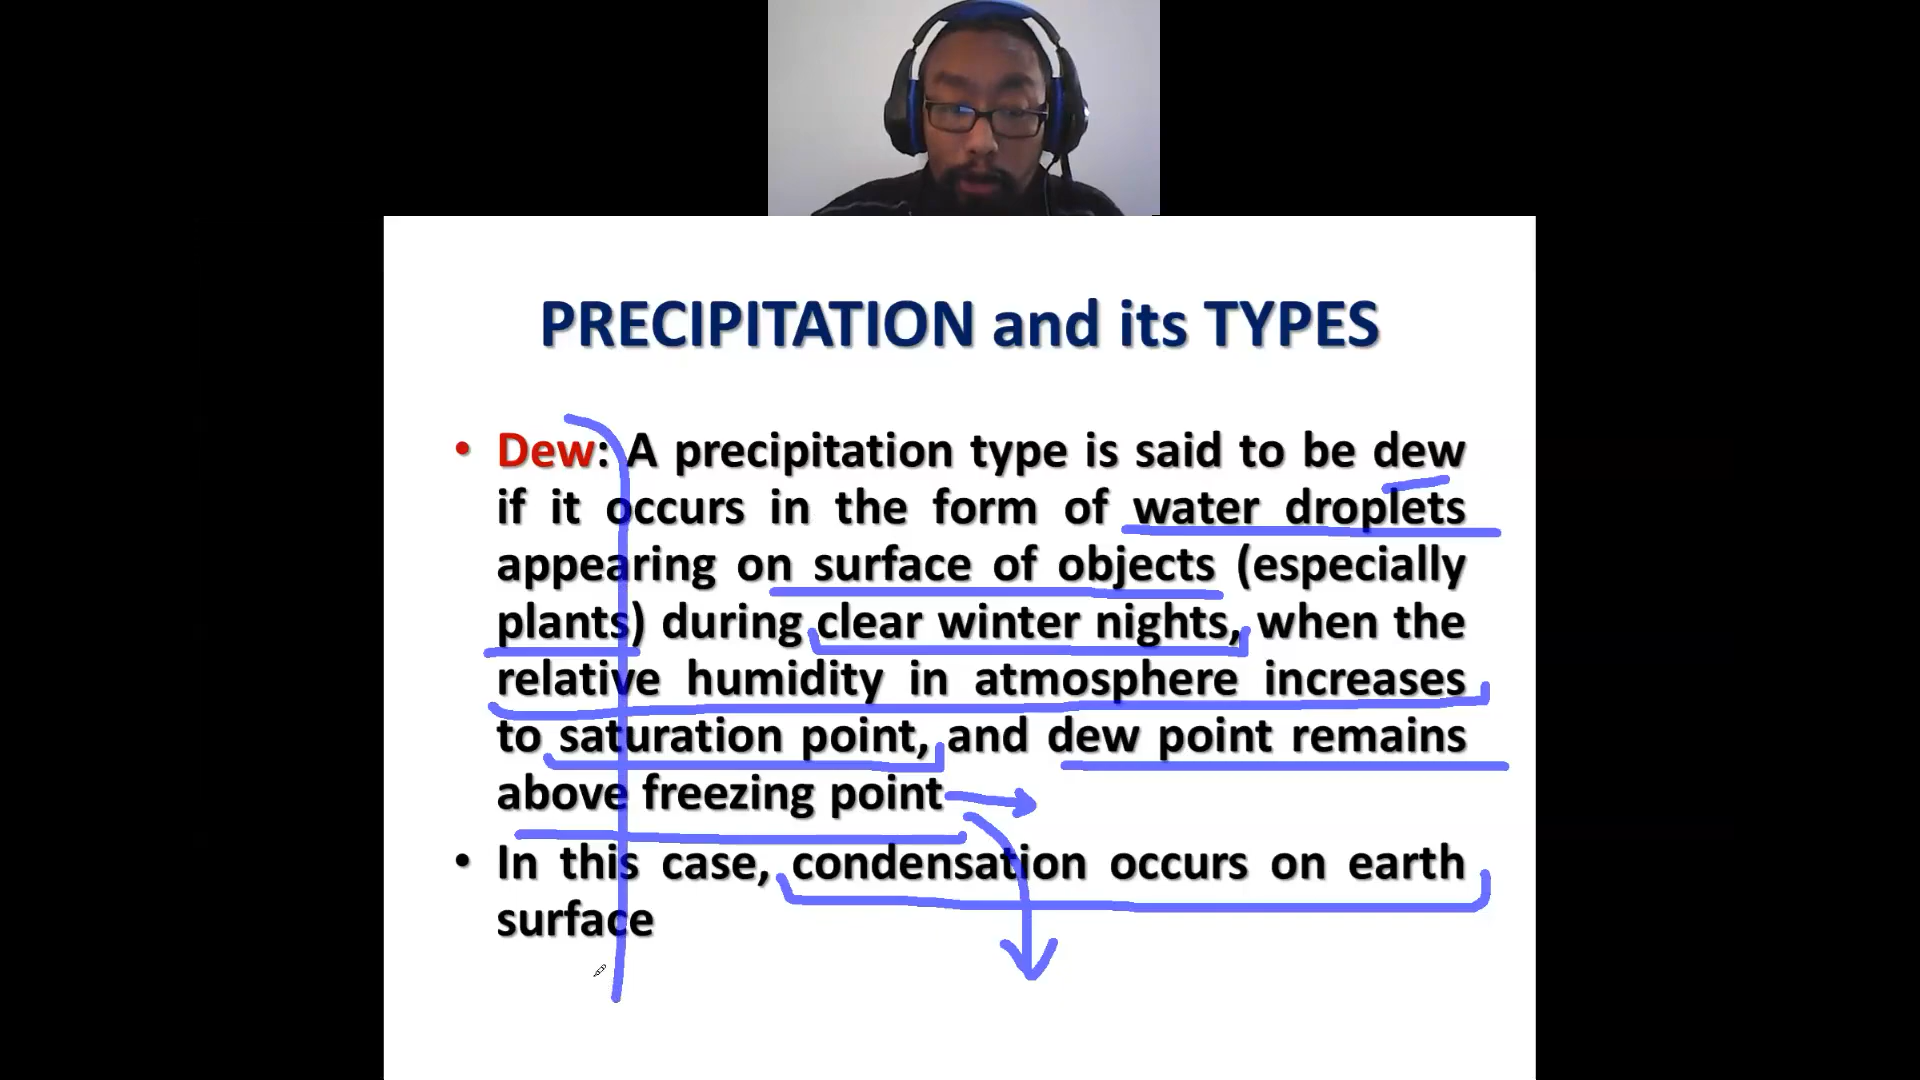 PRECIPITATION and its TYPES
• Dew: A precipitation type is said to be dew
if it occurs in the form of water droplets
appearing on surface of objects (especially
plants) during clear winter nights, when the
relative humidity in atmosphere increases
to saturation point, and dew point remains
above freezing point
• In this case, condensation occurs on earth
surface